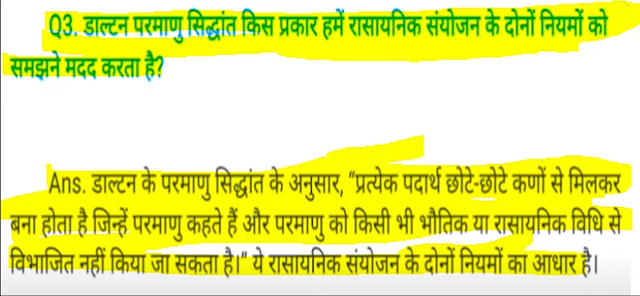 Q3. डाल्टन परमाणु सिद्धांत किस प्रकार हमें रासायनिक संयोजन के दोनों नियमों को
समझने मदद करता है?
Ans. डाल्टन के परमाणु सिद्धांत के अनुसार, "प्रत्येक पदार्थ छोटे-छोटे कणों से मिलकर
बना होता है जिन्हें परमाणु कहते हैं और परमाणु को किसी भी भौतिक या रासायनिक विधि से
विभाजित नहीं किया जा सकता है।" ये रासायनिक संयोजन के दोनों नियमों का आधार है।